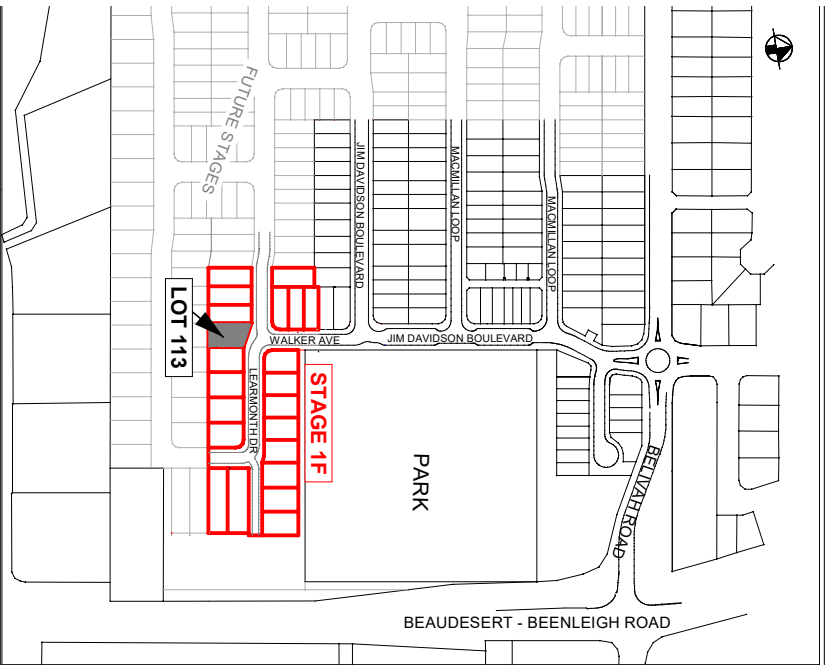 FUTURE STAGES
JIM DAVIDSON BOULEVARD
MACMILLAN LOOP
MACMILLAN LOOP
LOT 113
WALKER AVE
JIM DAVIDSON BOULEVARD
LEARMONTH DR
STAGE 1F
PARK
BELIVAH ROAD
BEAUDESERT - BEENLEIGH ROAD